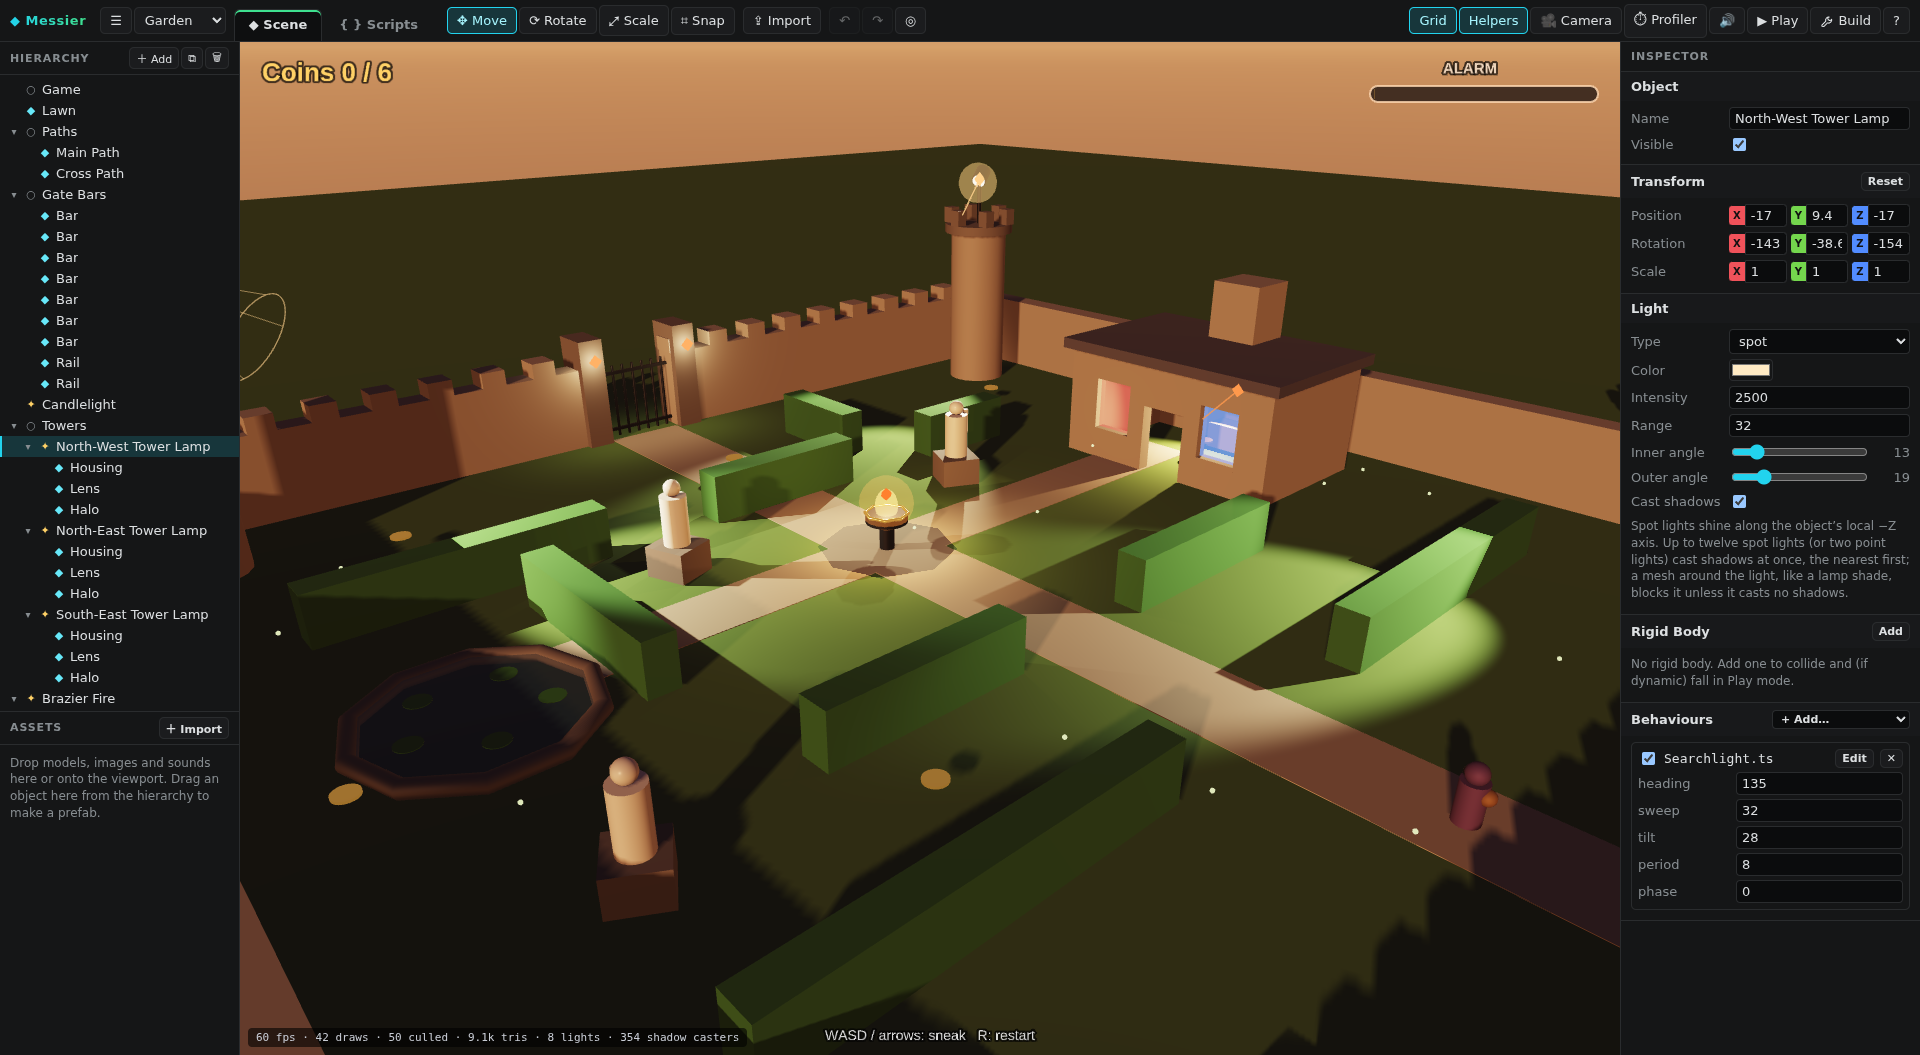 Messier
Garden
Scene
{ } Scripts
Move
Rotate
Scale
Snap
Import
Grid
Helpers
Camera
Profiler
Play
Build
?
HIERARCHY
+ Add
Game
Lawn
Paths
Main Path
Cross Path
Gate Bars
Bar
Bar
Bar
Bar
Bar
Bar
Bar
Rail
Rail
Candlelight
Towers
North-West Tower Lamp
Housing
Lens
Halo
North-East Tower Lamp
Housing
Lens
Halo
South-East Tower Lamp
Housing
Lens
Halo
Brazier Fire
ASSETS
+ Import
Drop models, images and sounds
here or onto the viewport. Drag an
object here from the hierarchy to
make a prefab.
Coins 0 / 6
ALARM
60 fps · 42 draws · 50 culled · 9.1k tris · 8 lights · 354 shadow casters
WASD / arrows: sneak R: restart
INSPECTOR
Object
Name North-West Tower Lamp
Visible
Transform Reset
Position X -17 Y 9.4 Z -17
Rotation X -143 Y -38.6 Z -154
Scale X 1 Y 1 Z 1
Light
Type spot
Color
Intensity 2500
Range 32
Inner angle 13
Outer angle 19
Cast shadows
Spot lights shine along the object's local −Z
axis. Up to twelve spot lights (or two point
lights) cast shadows at once, the nearest first;
a mesh around the light, like a lamp shade,
blocks it unless it casts no shadows.
Rigid Body Add
No rigid body. Add one to collide and (if
dynamic) fall in Play mode.
Behaviours + Add…
Searchlight.ts Edit ×
heading 135
sweep 32
tilt 28
period 8
phase 0